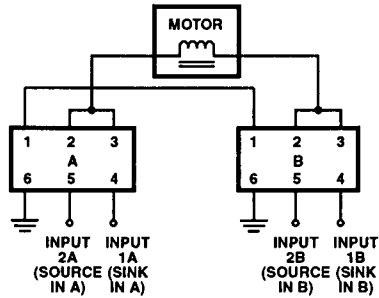 MOTOR
1 2 3
A
6 5 4
1 2 3
B
6 5 4
INPUT
2A
(SOURCE
IN A)
INPUT
1A
(SINK
IN A)
INPUT
2B
(SOURCE
IN B)
INPUT
1B
(SINK
IN B)